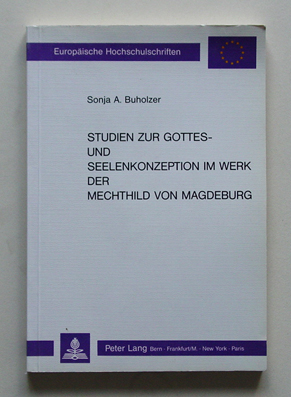 Europäische Hochschulschriften
Sonja A. Buholzer
STUDIEN ZUR GOTTES-
UND
SEELENKONZEPTION IM WERK
DER
MECHTHILD VON MAGDEBURG
Peter Lang Bern · Frankfurt/M. · New York · Paris